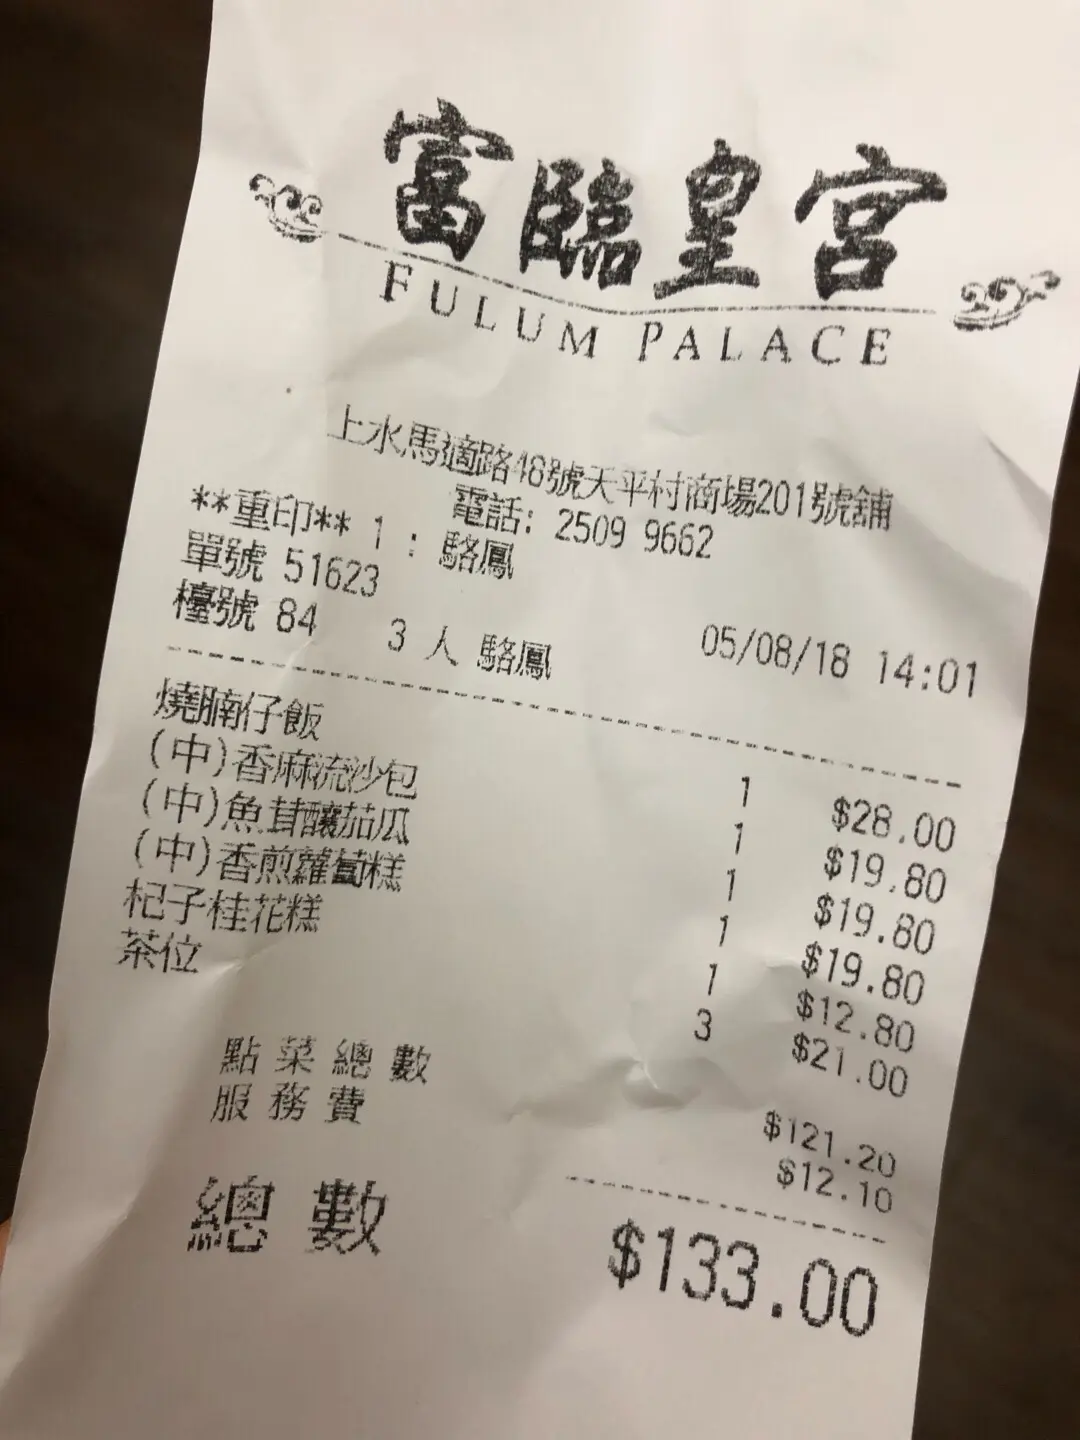 富臨皇宮
FULUM PALACE
上水馬適路48號天平村商場201號舖
電話: 2509 9662
**重印** 1 : 駱鳳
單號 51623
檯號 84 3 人 駱鳳 05/08/18 14:01
燒腩仔飯 1 $28.00
(中)香麻流沙包 1 $19.80
(中)魚茸釀茄瓜 1 $19.80
(中)香煎蘿蔔糕 1 $19.80
杞子桂花糕 1 $12.80
茶位 3 $21.00
點菜總數 $121.20
服務費 $12.10
總數 $133.00